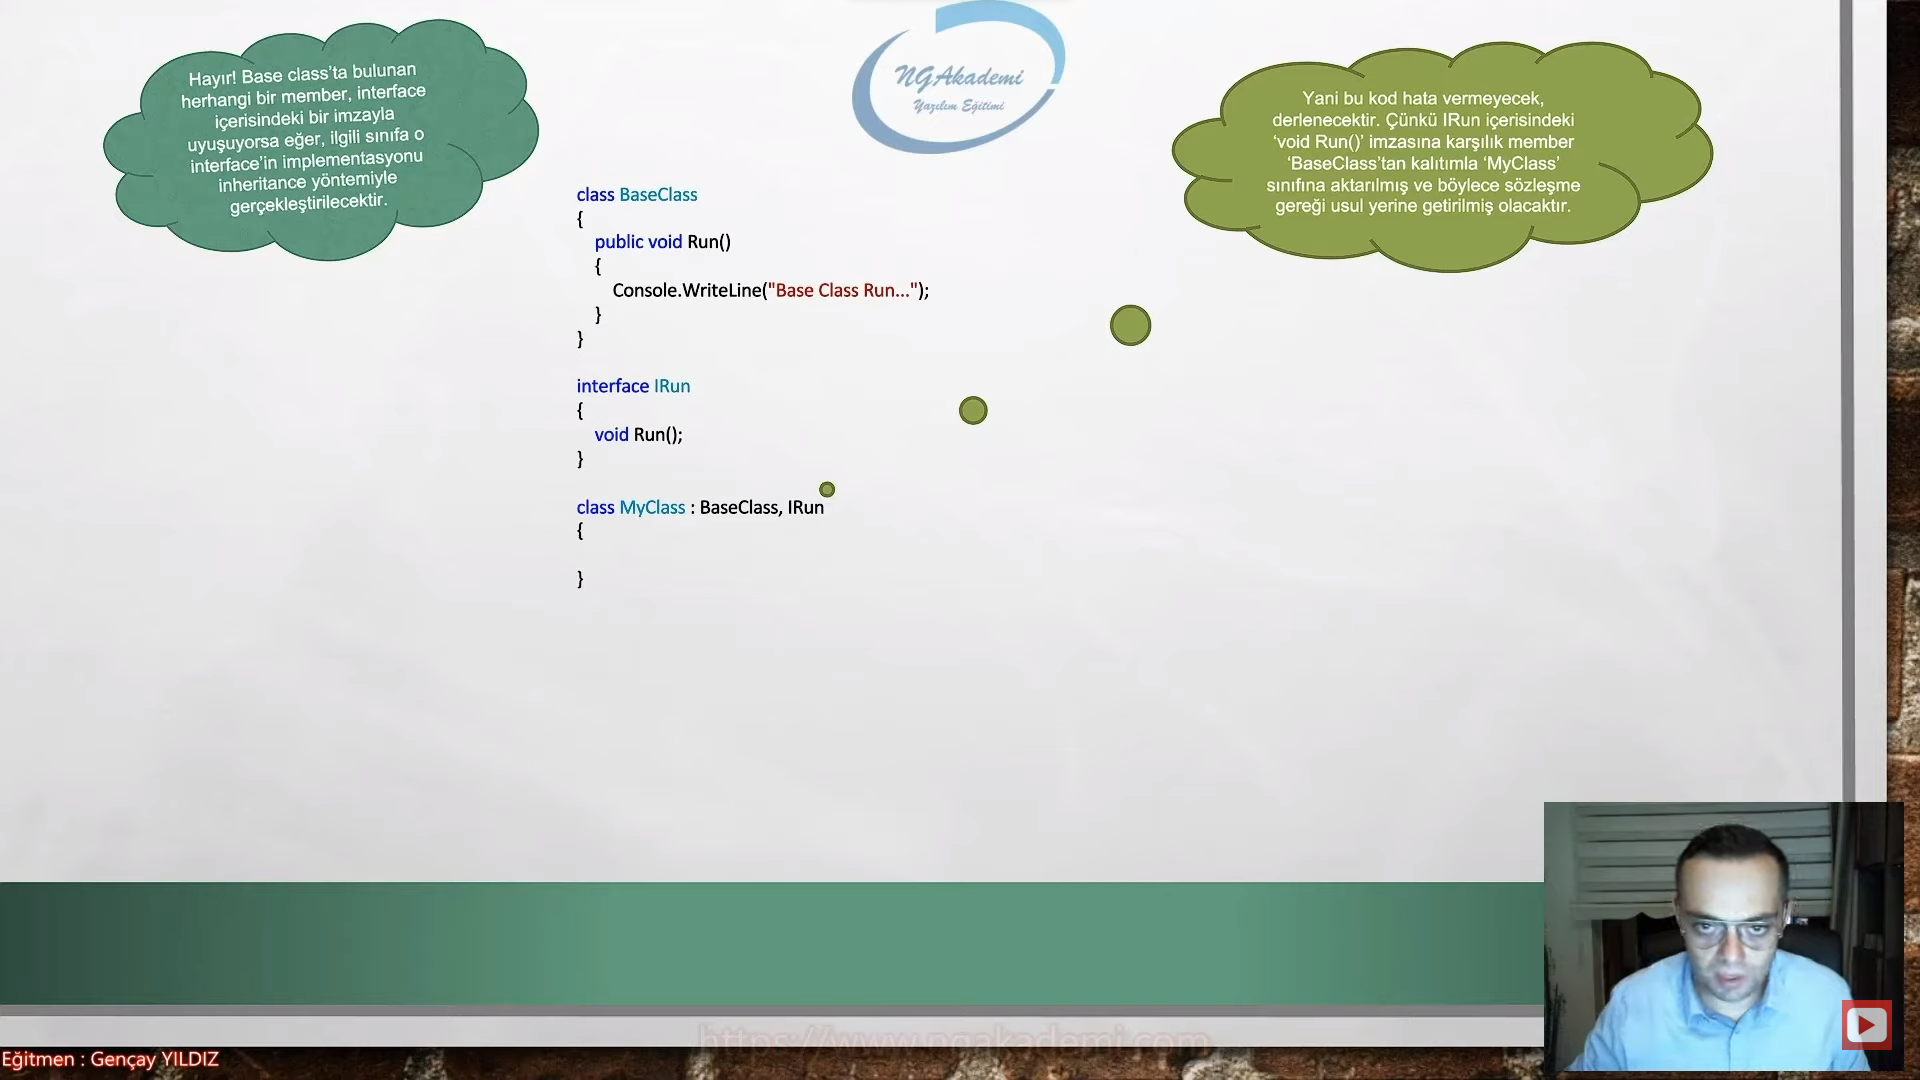 Hayır! Base class'ta bulunan
herhangi bir member, interface
içerisindeki bir imzayla
uyuşuyorsa eğer, ilgili sınıfa o
interface'in implementasyonu
inheritance yöntemiyle
gerçekleştirilecektir.
NGAkademi
Yazılım Eğitimi
Yani bu kod hata vermeyecek,
derlenecektir. Çünkü IRun içerisindeki
'void Run()' imzasına karşılık member
'BaseClass'tan kalıtımla 'MyClass'
sınıfına aktarılmış ve böylece sözleşme
gereği usul yerine getirilmiş olacaktır.
class BaseClass
{
public void Run()
{
Console.WriteLine("Base Class Run...");
}
}
interface IRun
{
void Run();
}
class MyClass : BaseClass, IRun
{
}
https://www.ngakademi.com
Eğitmen : Gençay YILDIZ